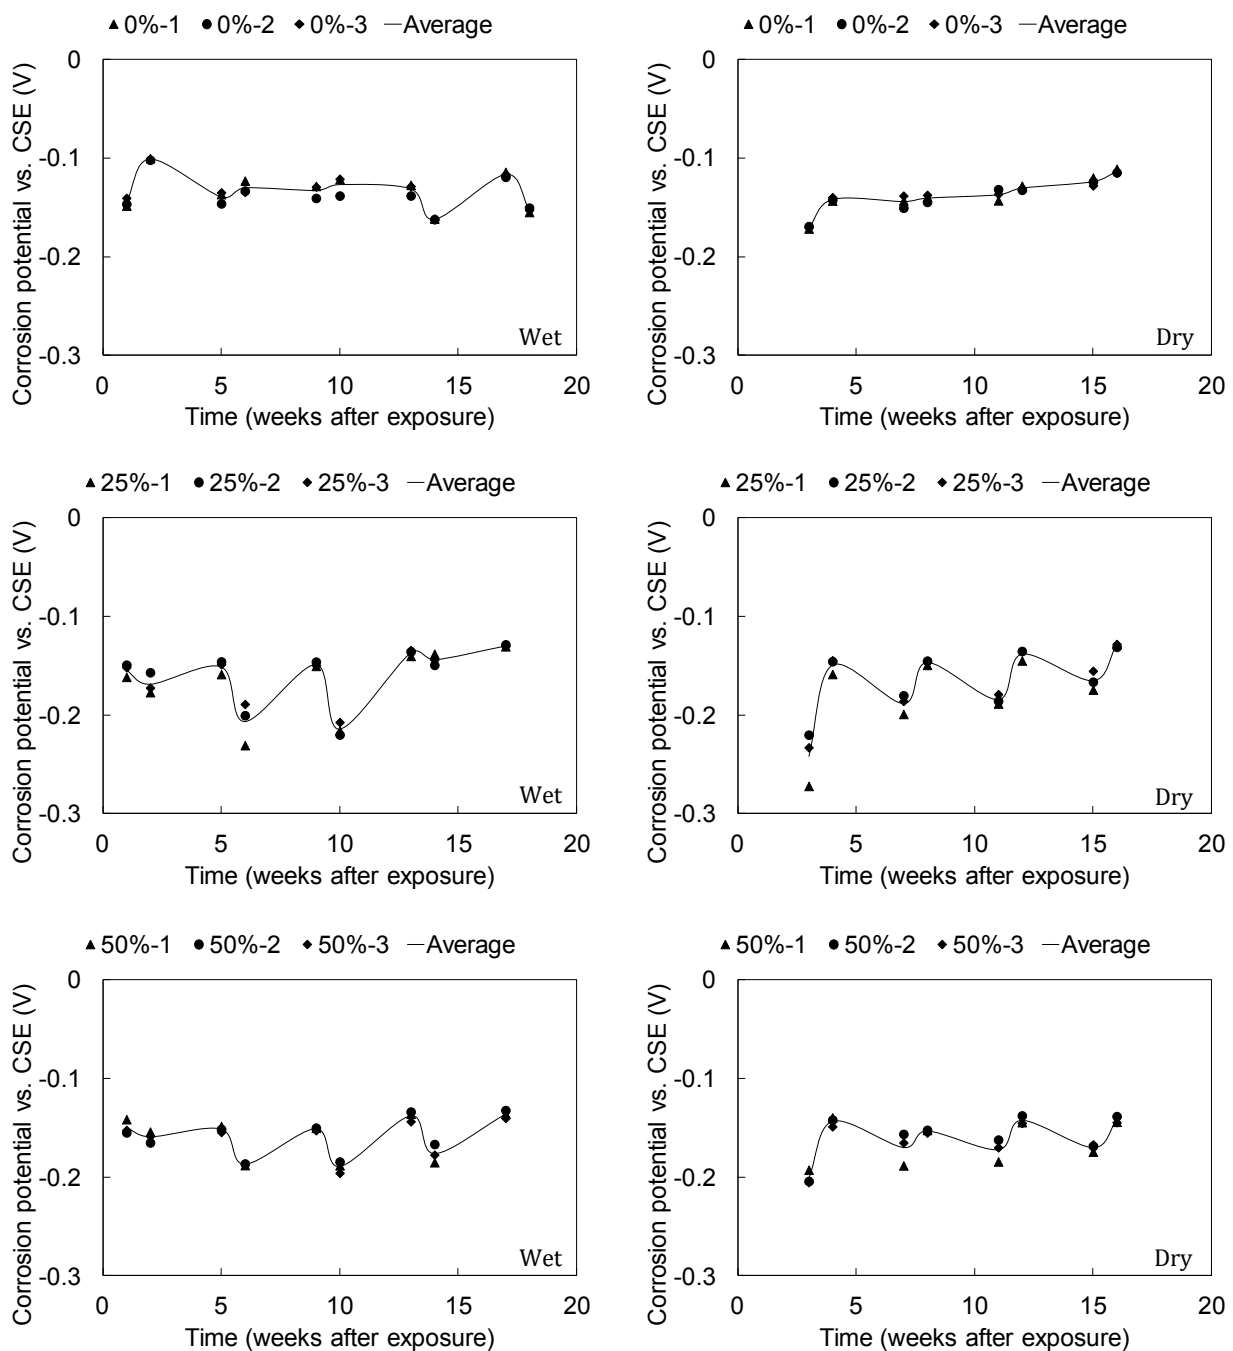 ▲ 0%-1 ● 0%-2 ◆ 0%-3 —Average
Corrosion potential vs. CSE (V)
0
-0.1
-0.2
-0.3
Wet
0 5 10 15 20
Time (weeks after exposure)
▲ 0%-1 ● 0%-2 ◆ 0%-3 —Average
Corrosion potential vs. CSE (V)
0
-0.1
-0.2
-0.3
Dry
0 5 10 15 20
Time (weeks after exposure)
▲ 25%-1 ● 25%-2 ◆ 25%-3 —Average
Corrosion potential vs. CSE (V)
0
-0.1
-0.2
-0.3
Wet
0 5 10 15 20
Time (weeks after exposure)
▲ 25%-1 ● 25%-2 ◆ 25%-3 —Average
Corrosion potential vs. CSE (V)
0
-0.1
-0.2
-0.3
Dry
0 5 10 15 20
Time (weeks after exposure)
▲ 50%-1 ● 50%-2 ◆ 50%-3 —Average
Corrosion potential vs. CSE (V)
0
-0.1
-0.2
-0.3
Wet
0 5 10 15 20
Time (weeks after exposure)
▲ 50%-1 ● 50%-2 ◆ 50%-3 —Average
Corrosion potential vs. CSE (V)
0
-0.1
-0.2
-0.3
Dry
0 5 10 15 20
Time (weeks after exposure)